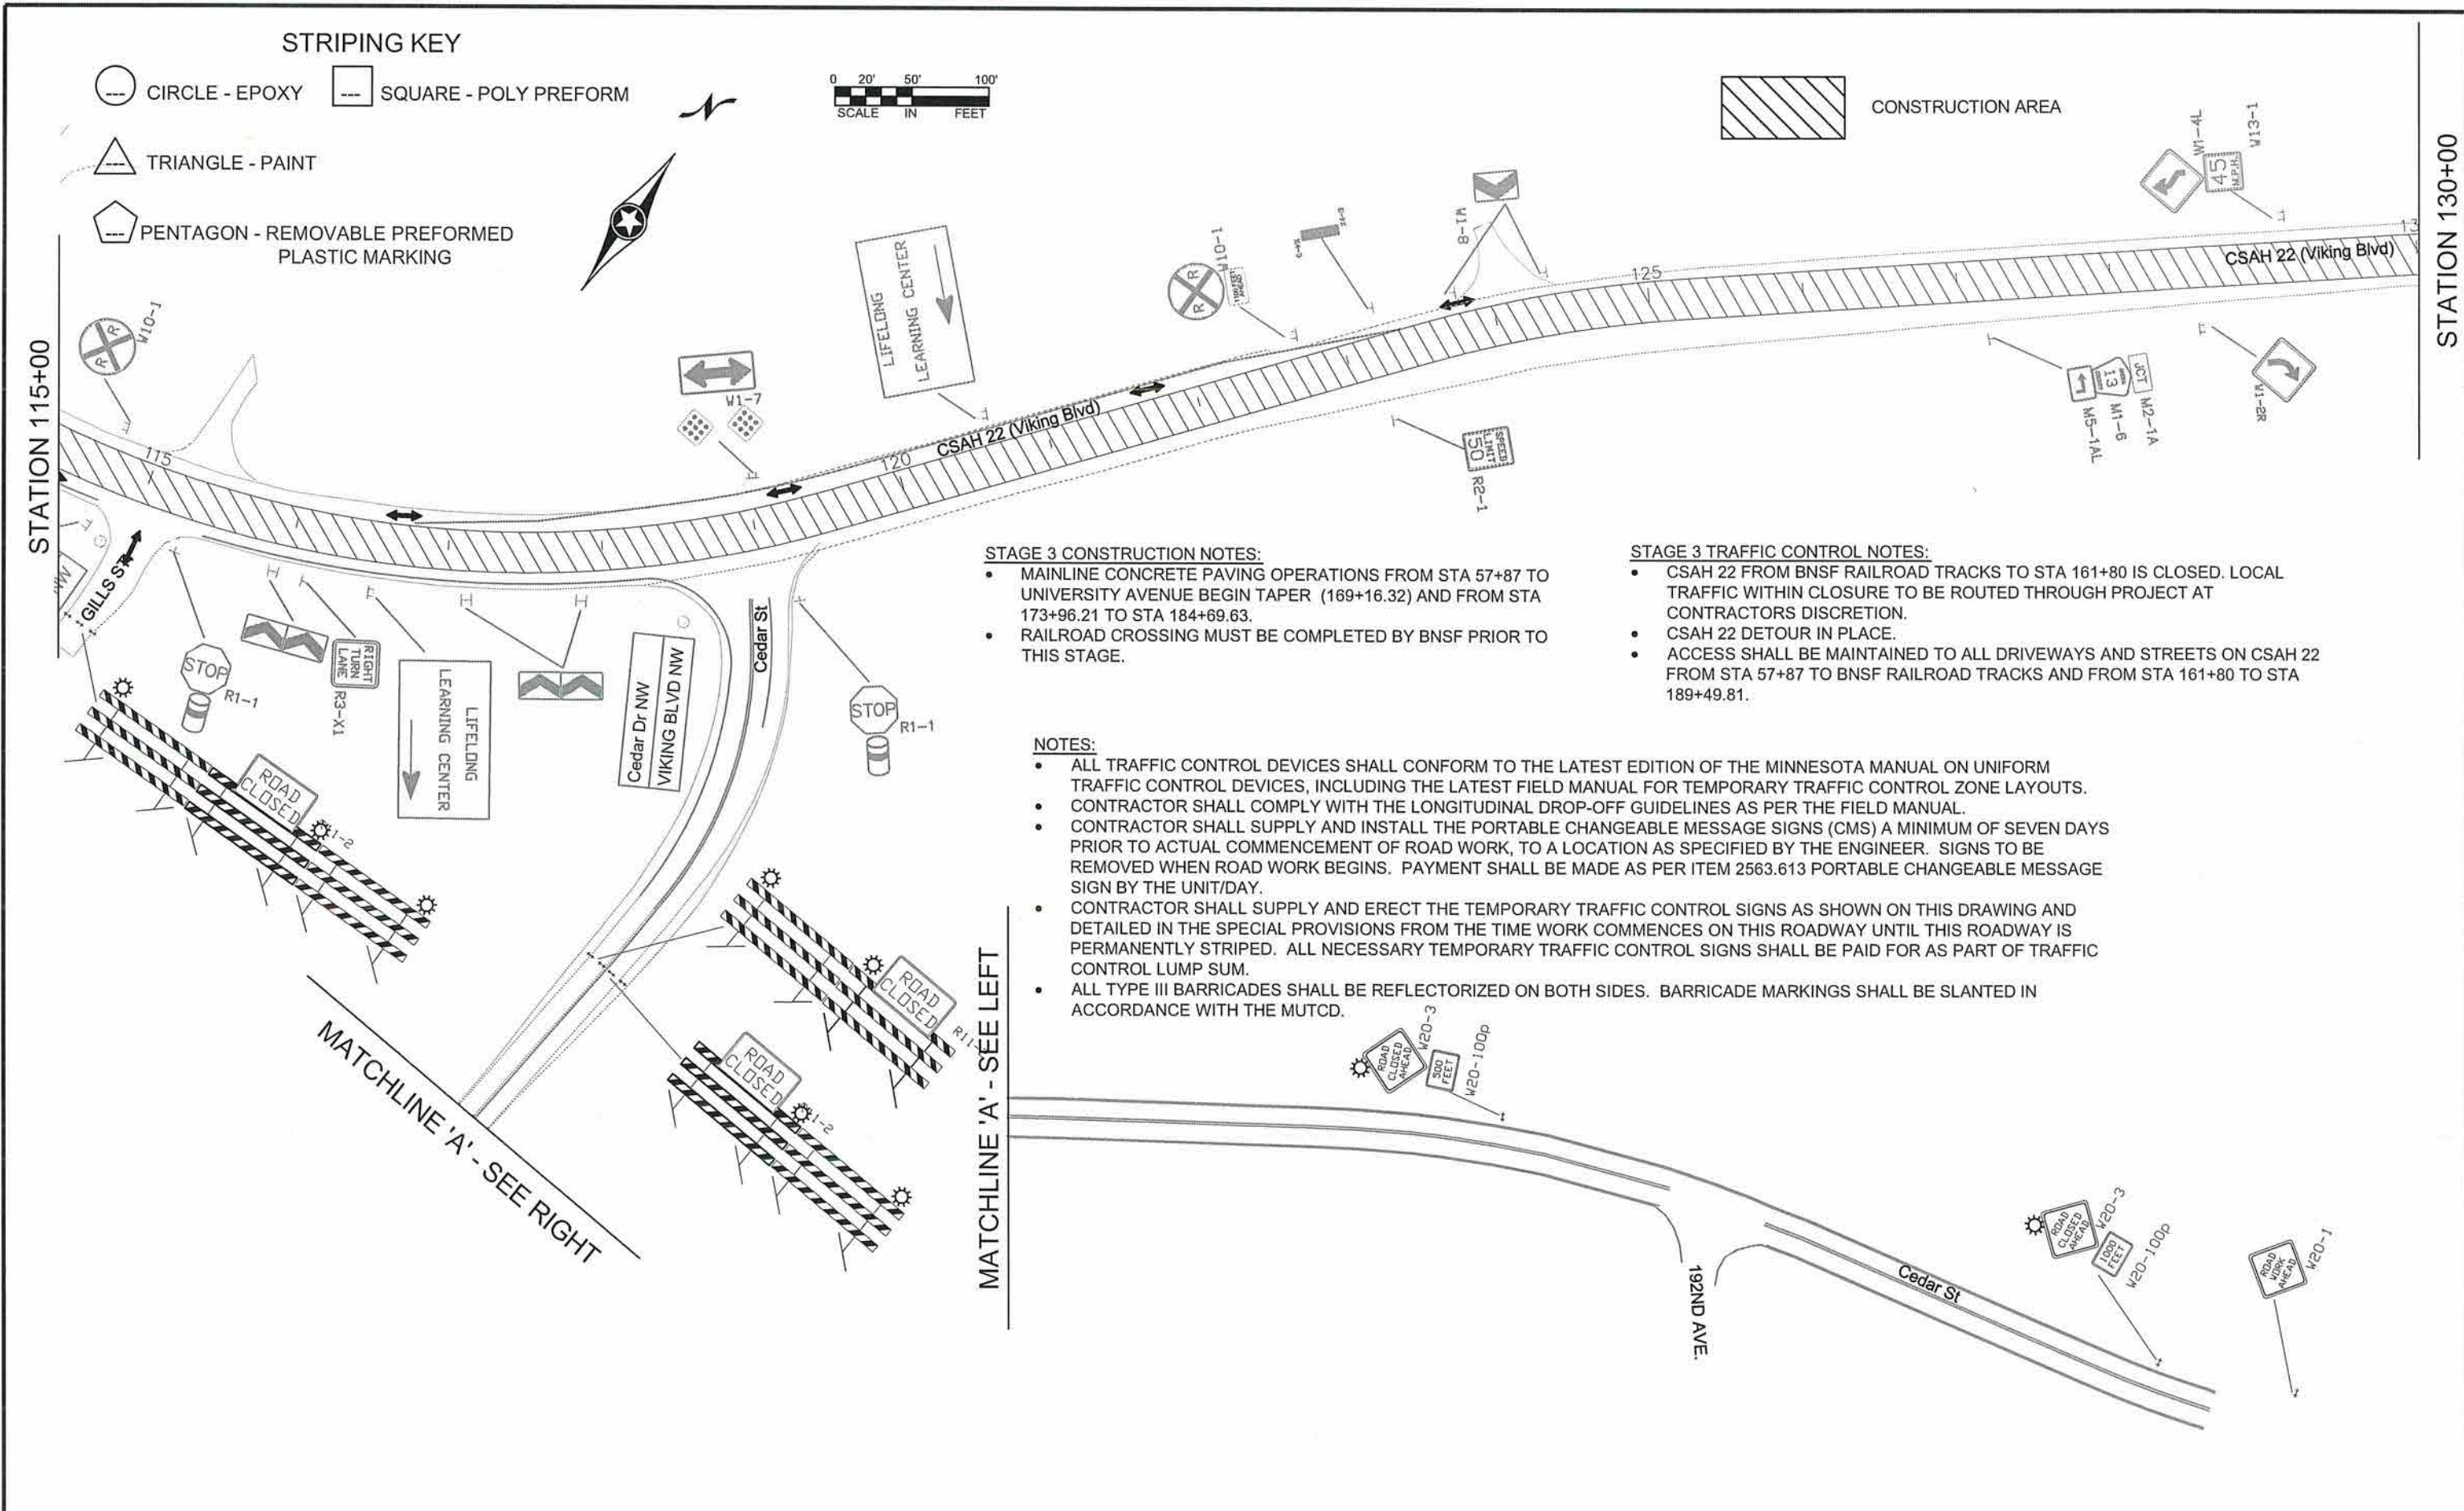 STRIPING KEY
CIRCLE - EPOXY
SQUARE - POLY PREFORM
TRIANGLE - PAINT
PENTAGON - REMOVABLE PREFORMED
PLASTIC MARKING
0 20' 50' 100'
SCALE IN FEET
CONSTRUCTION AREA
STATION 115+00
STATION 130+00
R R
W10-1
115
GILLS ST
W1-7
LIFELONG
LEARNING CENTER
CSAH 22 (Viking Blvd)
120
R R
W10-1
W1-8
125
W1-4L
45
M.P.H.
W13-1
CSAH 22 (Viking Blvd)
13
SPEED
LIMIT
50
R2-1
JCT
13
M2-1A
M1-6
M5-1AL
W1-2R
STOP
R1-1
RIGHT
TURN
LANE
R3-X1
LIFELONG
LEARNING CENTER
Cedar Dr NW
VIKING BLVD NW
Cedar St
STOP
R1-1
ROAD
CLOSED
ROAD
CLOSED
ROAD
CLOSED
MATCHLINE 'A' - SEE RIGHT
STAGE 3 CONSTRUCTION NOTES:
• MAINLINE CONCRETE PAVING OPERATIONS FROM STA 57+87 TO
UNIVERSITY AVENUE BEGIN TAPER (169+16.32) AND FROM STA
173+96.21 TO STA 184+69.63.
• RAILROAD CROSSING MUST BE COMPLETED BY BNSF PRIOR TO
THIS STAGE.
STAGE 3 TRAFFIC CONTROL NOTES:
• CSAH 22 FROM BNSF RAILROAD TRACKS TO STA 161+80 IS CLOSED. LOCAL
TRAFFIC WITHIN CLOSURE TO BE ROUTED THROUGH PROJECT AT
CONTRACTORS DISCRETION.
• CSAH 22 DETOUR IN PLACE.
• ACCESS SHALL BE MAINTAINED TO ALL DRIVEWAYS AND STREETS ON CSAH 22
FROM STA 57+87 TO BNSF RAILROAD TRACKS AND FROM STA 161+80 TO STA
189+49.81.
NOTES:
• ALL TRAFFIC CONTROL DEVICES SHALL CONFORM TO THE LATEST EDITION OF THE MINNESOTA MANUAL ON UNIFORM
TRAFFIC CONTROL DEVICES, INCLUDING THE LATEST FIELD MANUAL FOR TEMPORARY TRAFFIC CONTROL ZONE LAYOUTS.
• CONTRACTOR SHALL COMPLY WITH THE LONGITUDINAL DROP-OFF GUIDELINES AS PER THE FIELD MANUAL.
• CONTRACTOR SHALL SUPPLY AND INSTALL THE PORTABLE CHANGEABLE MESSAGE SIGNS (CMS) A MINIMUM OF SEVEN DAYS
PRIOR TO ACTUAL COMMENCEMENT OF ROAD WORK, TO A LOCATION AS SPECIFIED BY THE ENGINEER. SIGNS TO BE
REMOVED WHEN ROAD WORK BEGINS. PAYMENT SHALL BE MADE AS PER ITEM 2563.613 PORTABLE CHANGEABLE MESSAGE
SIGN BY THE UNIT/DAY.
• CONTRACTOR SHALL SUPPLY AND ERECT THE TEMPORARY TRAFFIC CONTROL SIGNS AS SHOWN ON THIS DRAWING AND
DETAILED IN THE SPECIAL PROVISIONS FROM THE TIME WORK COMMENCES ON THIS ROADWAY UNTIL THIS ROADWAY IS
PERMANENTLY STRIPED. ALL NECESSARY TEMPORARY TRAFFIC CONTROL SIGNS SHALL BE PAID FOR AS PART OF TRAFFIC
CONTROL LUMP SUM.
• ALL TYPE III BARRICADES SHALL BE REFLECTORIZED ON BOTH SIDES. BARRICADE MARKINGS SHALL BE SLANTED IN
ACCORDANCE WITH THE MUTCD.
MATCHLINE 'A' - SEE LEFT
ROAD
CLOSED
AHEAD
W20-3
500
FEET
W20-100p
192ND AVE.
Cedar St
ROAD
CLOSED
AHEAD
W20-3
1000
FEET
W20-100p
ROAD
WORK
AHEAD
W20-1